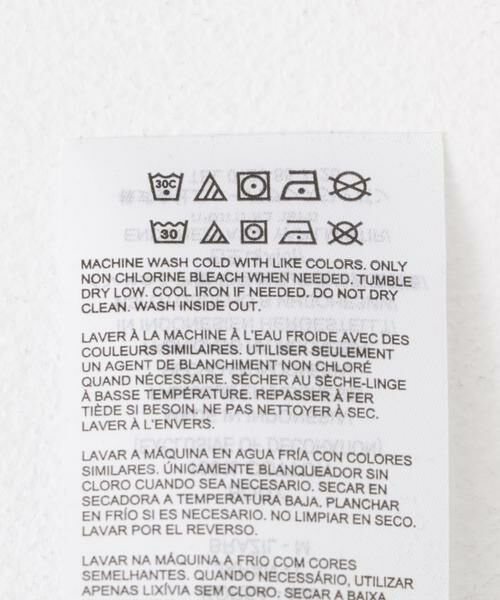 30C
30
MACHINE WASH COLD WITH LIKE COLORS. ONLY
NON CHLORINE BLEACH WHEN NEEDED. TUMBLE
DRY LOW. COOL IRON IF NEEDED. DO NOT DRY
CLEAN. WASH INSIDE OUT.
LAVER À LA MACHINE À L'EAU FROIDE AVEC DES
COULEURS SIMILAIRES. UTILISER SEULEMENT
UN AGENT DE BLANCHIMENT NON CHLORÉ
QUAND NÉCESSAIRE. SÉCHER AU SÈCHE-LINGE
À BASSE TEMPÉRATURE. REPASSER À FER
TIÈDE SI BESOIN. NE PAS NETTOYER À SEC.
LAVER À L'ENVERS.
LAVAR A MÁQUINA EN AGUA FRÍA CON COLORES
SIMILARES. ÚNICAMENTE BLANQUEADOR SIN
CLORO CUANDO SEA NECESARIO. SECAR EN
SECADORA A TEMPERATURA BAJA. PLANCHAR
EN FRÍO SI ES NECESARIO. NO LIMPIAR EN SECO.
LAVAR POR EL REVERSO.
LAVAR NA MÁQUINA A FRIO COM CORES
SEMELHANTES. QUANDO NECESSÁRIO, UTILIZAR
APENAS LIXÍVIA SEM CLORO. SECAR A BAIXA